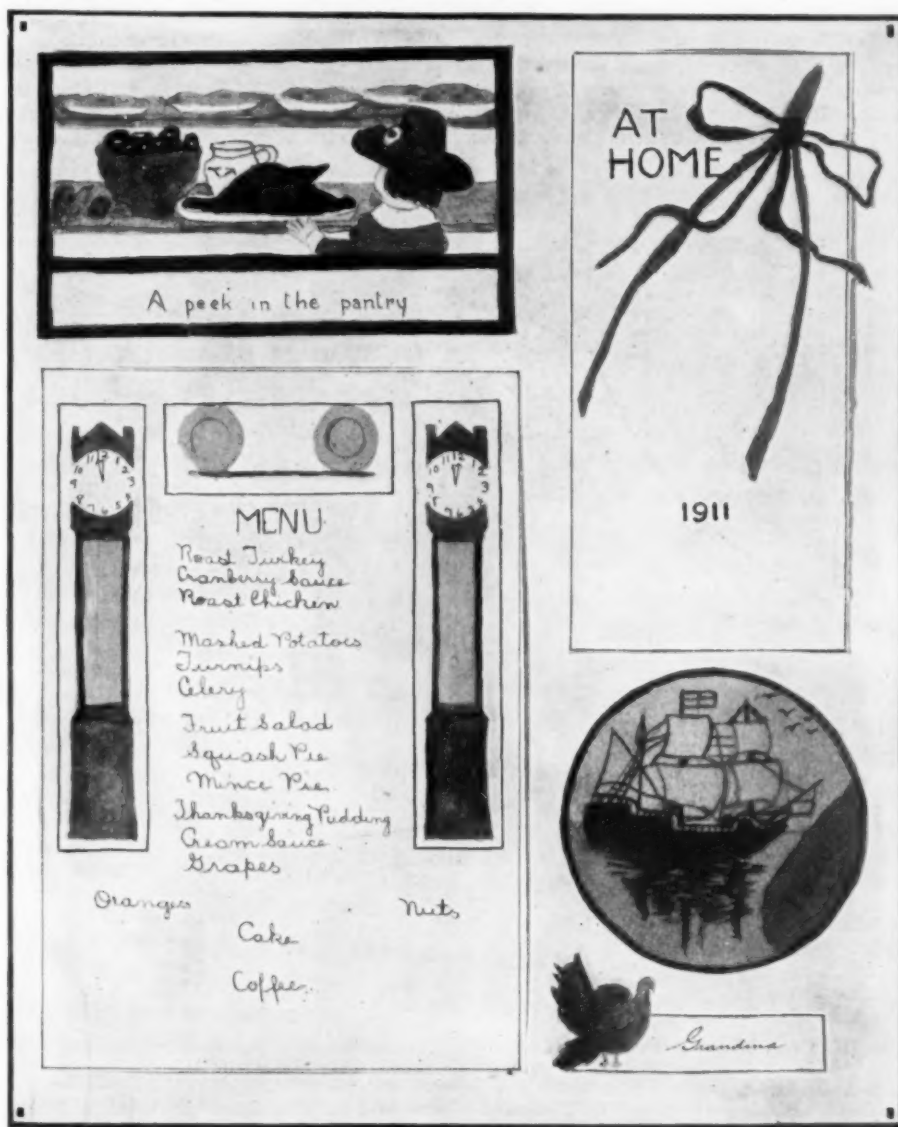 A peek in the pantry
AT
HOME
1911
MENU
Roast Turkey
Cranberry Sauce
Roast Chicken
Mashed Potatoes
Turnips
Celery
Fruit Salad
Squash Pie
Mince Pie
Thanksgiving Pudding
Cream Sauce
Grapes
Oranges Nuts
Cake
Coffee
Grandma